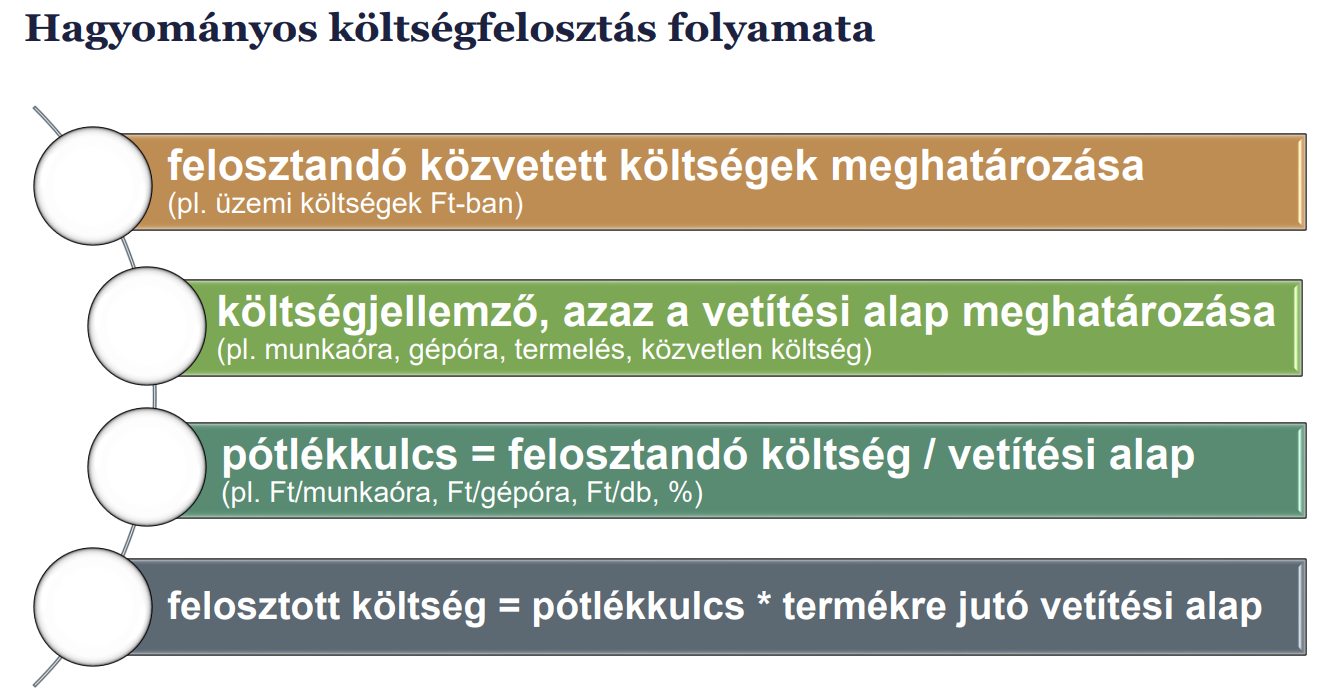 Hagyományos költségfelosztás folyamata
felosztandó közvetett költségek meghatározása
(pl. üzemi költségek Ft-ban)
költségjellemző, azaz a vetítési alap meghatározása
(pl. munkaóra, gépóra, termelés, közvetlen költség)
pótlékkulcs = felosztandó költség / vetítési alap
(pl. Ft/munkaóra, Ft/gépóra, Ft/db, %)
felosztott költség = pótlékkulcs * termékre jutó vetítési alap